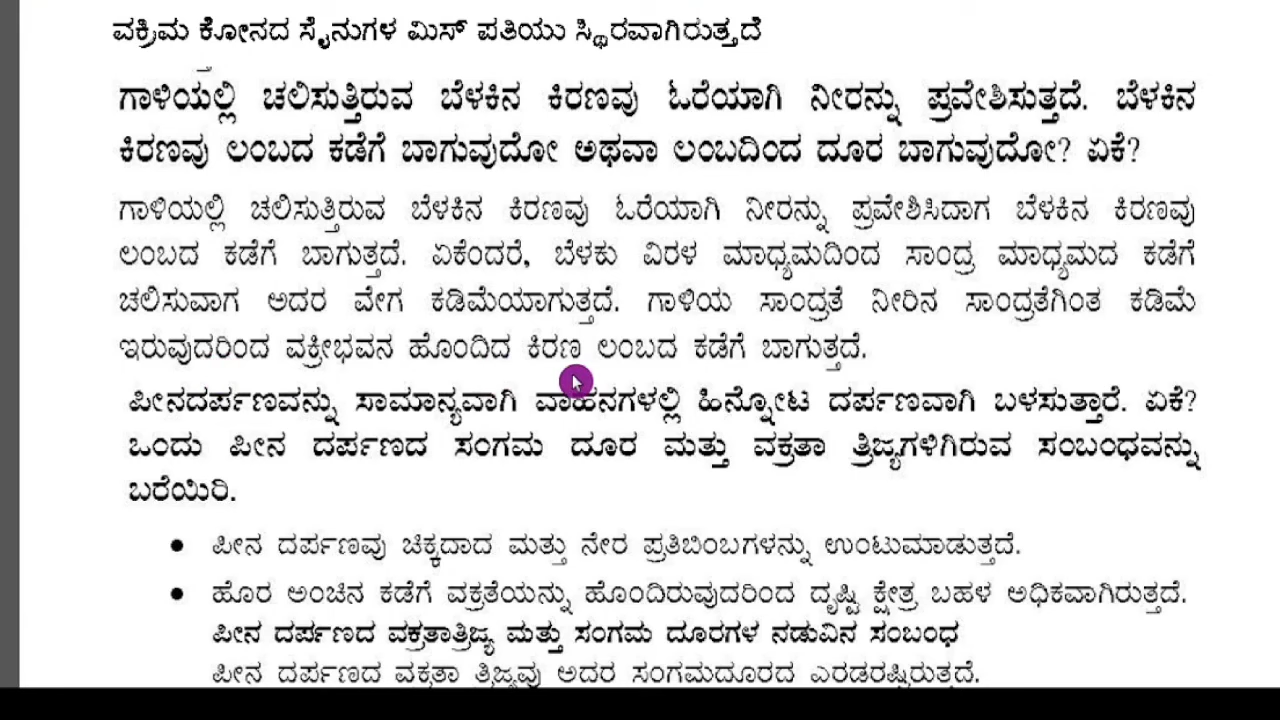 ವಕ್ರಿಮ ಕೋನದ ಸೈನುಗಳ ಮಿಸ್ ಪತಿಯು ಸ್ಥಿರವಾಗಿರುತ್ತದೆ
ಗಾಳಿಯಲ್ಲಿ ಚಲಿಸುತ್ತಿರುವ ಬೆಳಕಿನ ಕಿರಣವು ಓರೆಯಾಗಿ ನೀರನ್ನು ಪ್ರವೇಶಿಸುತ್ತದೆ. ಬೆಳಕಿನ
ಕಿರಣವು ಲಂಬದ ಕಡೆಗೆ ಬಾಗುವುದೋ ಅಥವಾ ಲಂಬದಿಂದ ದೂರ ಬಾಗುವುದೋ? ಏಕೆ?
ಗಾಳಿಯಲ್ಲಿ ಚಲಿಸುತ್ತಿರುವ ಬೆಳಕಿನ ಕಿರಣವು ಓರೆಯಾಗಿ ನೀರನ್ನು ಪ್ರವೇಶಿಸಿದಾಗ ಬೆಳಕಿನ ಕಿರಣವು
ಲಂಬದ ಕಡೆಗೆ ಬಾಗುತ್ತದೆ. ಏಕೆಂದರೆ, ಬೆಳಕು ವಿರಳ ಮಾಧ್ಯಮದಿಂದ ಸಾಂದ್ರ ಮಾಧ್ಯಮದ ಕಡೆಗೆ
ಚಲಿಸುವಾಗ ಅದರ ವೇಗ ಕಡಿಮೆಯಾಗುತ್ತದೆ. ಗಾಳಿಯ ಸಾಂದ್ರತೆ ನೀರಿನ ಸಾಂದ್ರತೆಗಿಂತ ಕಡಿಮೆ
ಇರುವುದರಿಂದ ವಕ್ರೀಭವನ ಹೊಂದಿದ ಕಿರಣ ಲಂಬದ ಕಡೆಗೆ ಬಾಗುತ್ತದೆ.
ಪೀನದರ್ಪಣವನ್ನು ಸಾಮಾನ್ಯವಾಗಿ ವಾಹನಗಳಲ್ಲಿ ಹಿನ್ನೋಟ ದರ್ಪಣವಾಗಿ ಬಳಸುತ್ತಾರೆ. ಏಕೆ?
ಒಂದು ಪೀನ ದರ್ಪಣದ ಸಂಗಮ ದೂರ ಮತ್ತು ವಕ್ರತಾ ತ್ರಿಜ್ಯಗಳಿಗಿರುವ ಸಂಬಂಧವನ್ನು
ಬರೆಯಿರಿ.
• ಪೀನ ದರ್ಪಣವು ಚಿಕ್ಕದಾದ ಮತ್ತು ನೇರ ಪ್ರತಿಬಿಂಬಗಳನ್ನು ಉಂಟುಮಾಡುತ್ತದೆ.
• ಹೊರ ಅಂಚಿನ ಕಡೆಗೆ ವಕ್ರತೆಯನ್ನು ಹೊಂದಿರುವುದರಿಂದ ದೃಷ್ಟಿ ಕ್ಷೇತ್ರ ಬಹಳ ಅಧಿಕವಾಗಿರುತ್ತದೆ.
ಪೀನ ದರ್ಪಣದ ವಕ್ರತಾತ್ರಿಜ್ಯ ಮತ್ತು ಸಂಗಮ ದೂರಗಳ ನಡುವಿನ ಸಂಬಂಧ
ಪೀನ ದರ್ಪಣದ ವಕ್ರತಾ ತ್ರಿಜ್ಯವು ಅದರ ಸಂಗಮದೂರದ ಎರಡರಷ್ಟಿರುತ್ತದೆ.